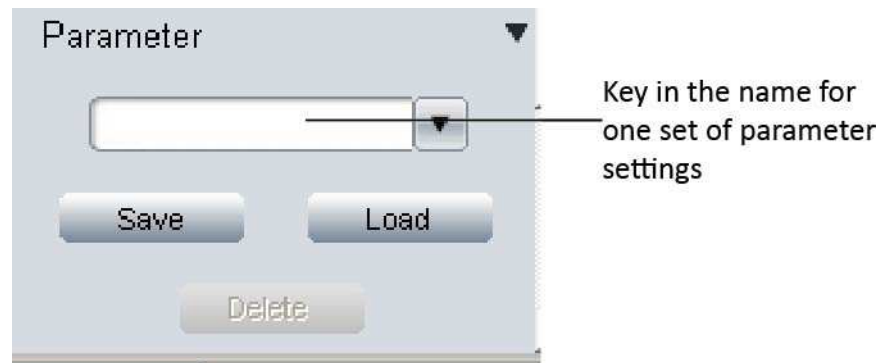 Parameter
Key in the name for
one set of parameter
settings
Save
Load
Delete